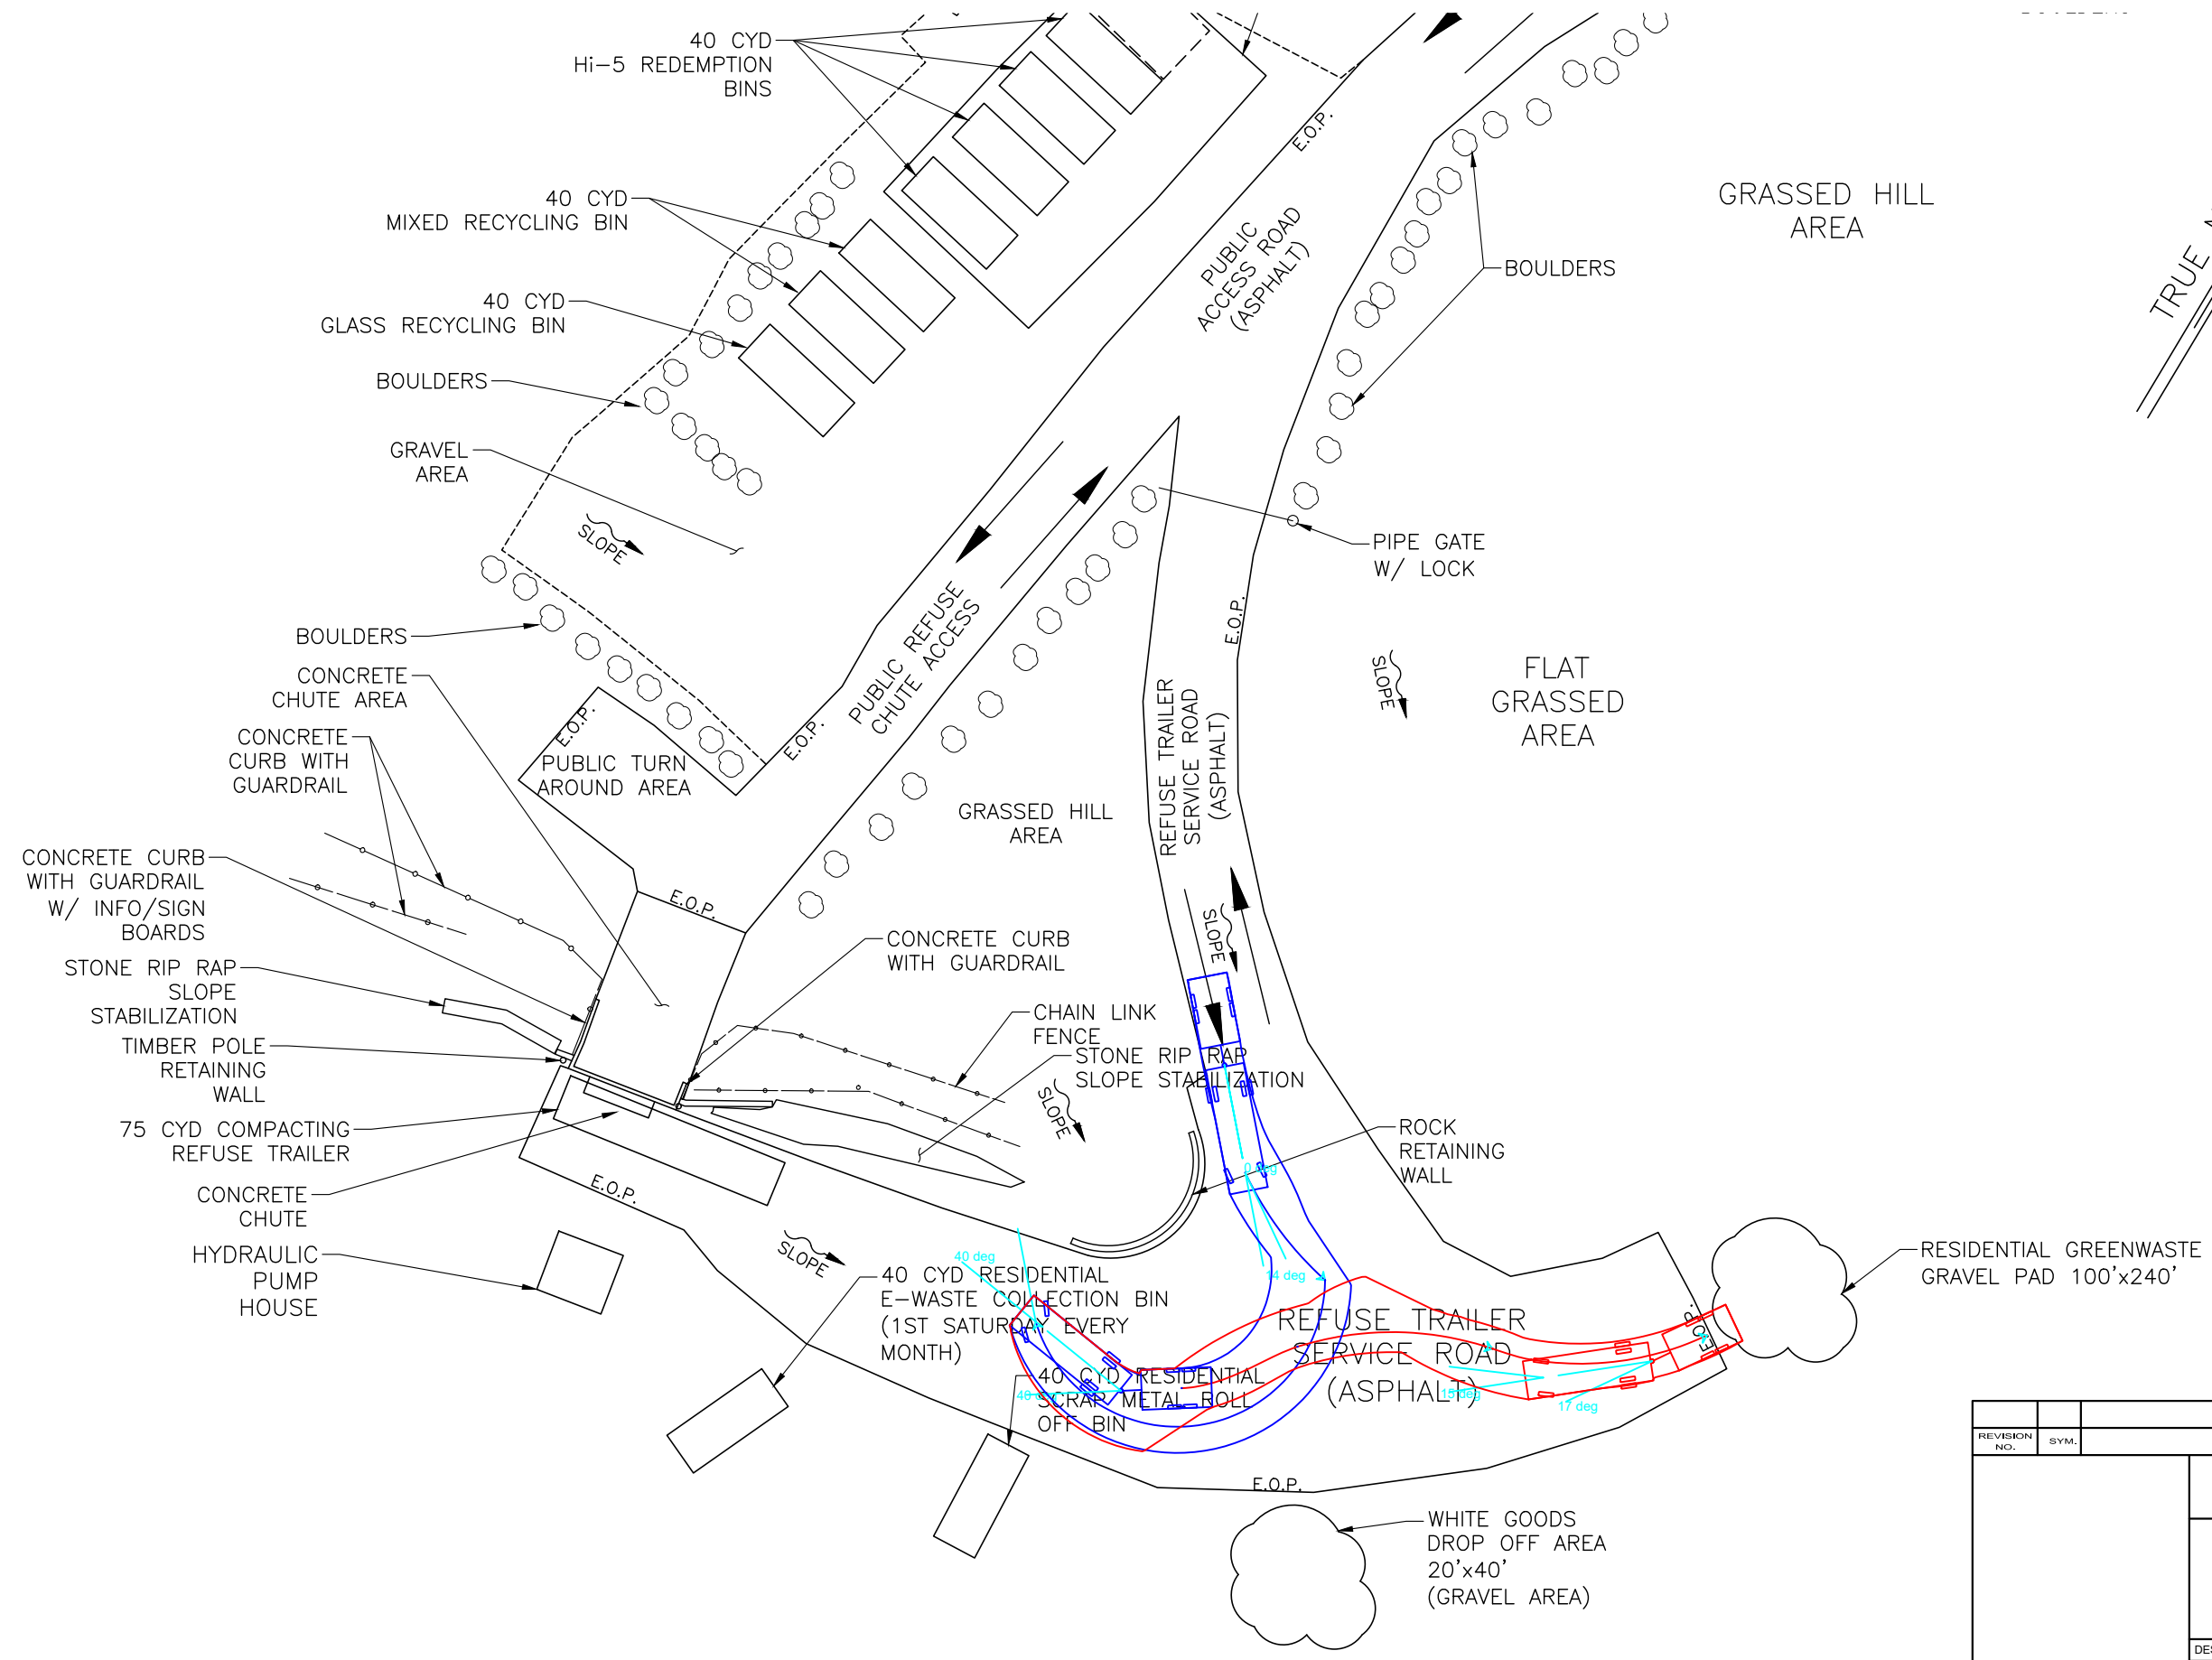 40 CYD
Hi-5 REDEMPTION
BINS
40 CYD
MIXED RECYCLING BIN
40 CYD
GLASS RECYCLING BIN
BOULDERS
GRAVEL
AREA
SLOPE
BOULDERS
CONCRETE
CHUTE AREA
CONCRETE
CURB WITH
GUARDRAIL
CONCRETE CURB
WITH GUARDRAIL
W/ INFO/SIGN
BOARDS
STONE RIP RAP
SLOPE
STABILIZATION
TIMBER POLE
RETAINING
WALL
75 CYD COMPACTING
REFUSE TRAILER
CONCRETE
CHUTE
HYDRAULIC
PUMP
HOUSE
E.O.P.
PUBLIC TURN
AROUND AREA
E.O.P.
PUBLIC REFUSE
CHUTE ACCESS
E.O.P.
E.O.P.
SLOPE
E.O.P.
PUBLIC
ACCESS ROAD
(ASPHALT)
GRASSED HILL
AREA
BOULDERS
TRUE
PIPE GATE
W/ LOCK
E.O.P.
SLOPE
FLAT
GRASSED
AREA
REFUSE TRAILER
SERVICE ROAD
(ASPHALT)
GRASSED HILL
AREA
SLOPE
CONCRETE CURB
WITH GUARDRAIL
CHAIN LINK
FENCE
STONE RIP RAP
SLOPE STABILIZATION
SLOPE
ROCK
RETAINING
WALL
0 deg
14 deg
40 deg
40 CYD RESIDENTIAL
E-WASTE COLLECTION BIN
(1ST SATURDAY EVERY
MONTH)
40 CYD RESIDENTIAL
SCRAP METAL ROLL
OFF BIN
REFUSE TRAILER
SERVICE ROAD
(ASPHALT)
15 deg
17 deg
E.O.P.
RESIDENTIAL GREENWASTE
GRAVEL PAD 100'x240'
E.O.P.
WHITE GOODS
DROP OFF AREA
20'x40'
(GRAVEL AREA)
REVISION
NO.
SYM.